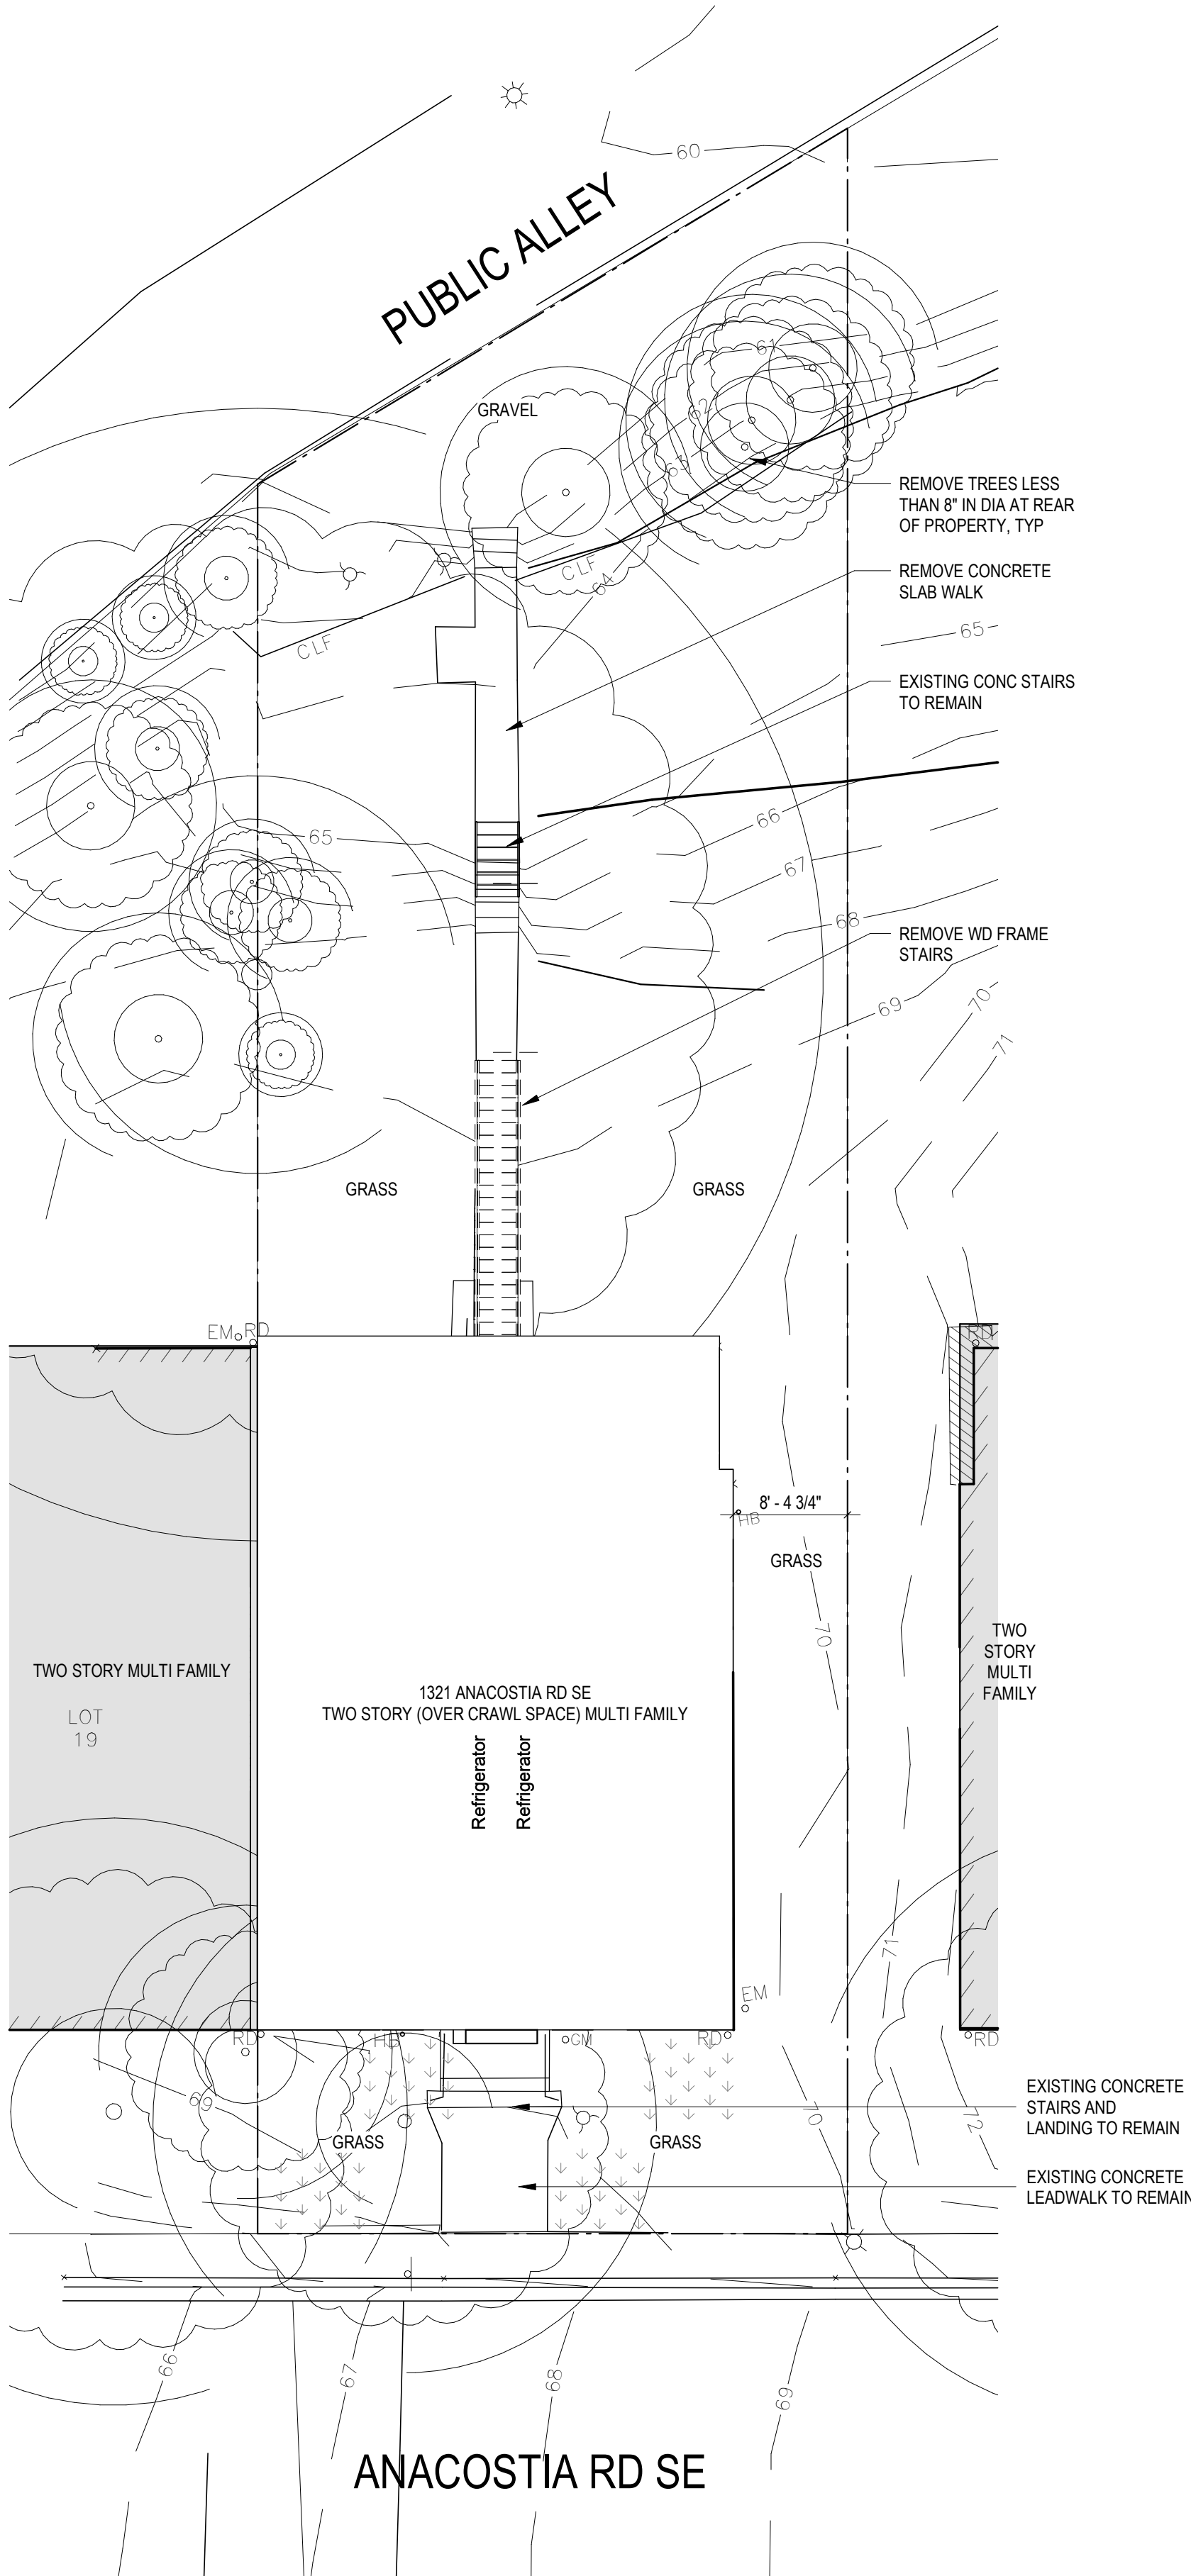 60
PUBLIC ALLEY
61
GRAVEL
62
63
REMOVE TREES LESS
THAN 8" IN DIA AT REAR
OF PROPERTY, TYP
CLF
64
REMOVE CONCRETE
SLAB WALK
65
CLF
EXISTING CONC STAIRS
TO REMAIN
66
65
67
68
REMOVE WD FRAME
STAIRS
69
70
71
GRASS
GRASS
EM
RD
RD
8' - 4 3/4"
HB
GRASS
70
TWO
STORY
MULTI
FAMILY
TWO STORY MULTI FAMILY
LOT
19
1321 ANACOSTIA RD SE
TWO STORY (OVER CRAWL SPACE) MULTI FAMILY
Refrigerator
Refrigerator
71
EM
RD
HB
GM
RD
RD
69
70
72
EXISTING CONCRETE
STAIRS AND
LANDING TO REMAIN
GRASS
GRASS
EXISTING CONCRETE
LEADWALK TO REMAIN
66
67
68
69
ANACOSTIA RD SE